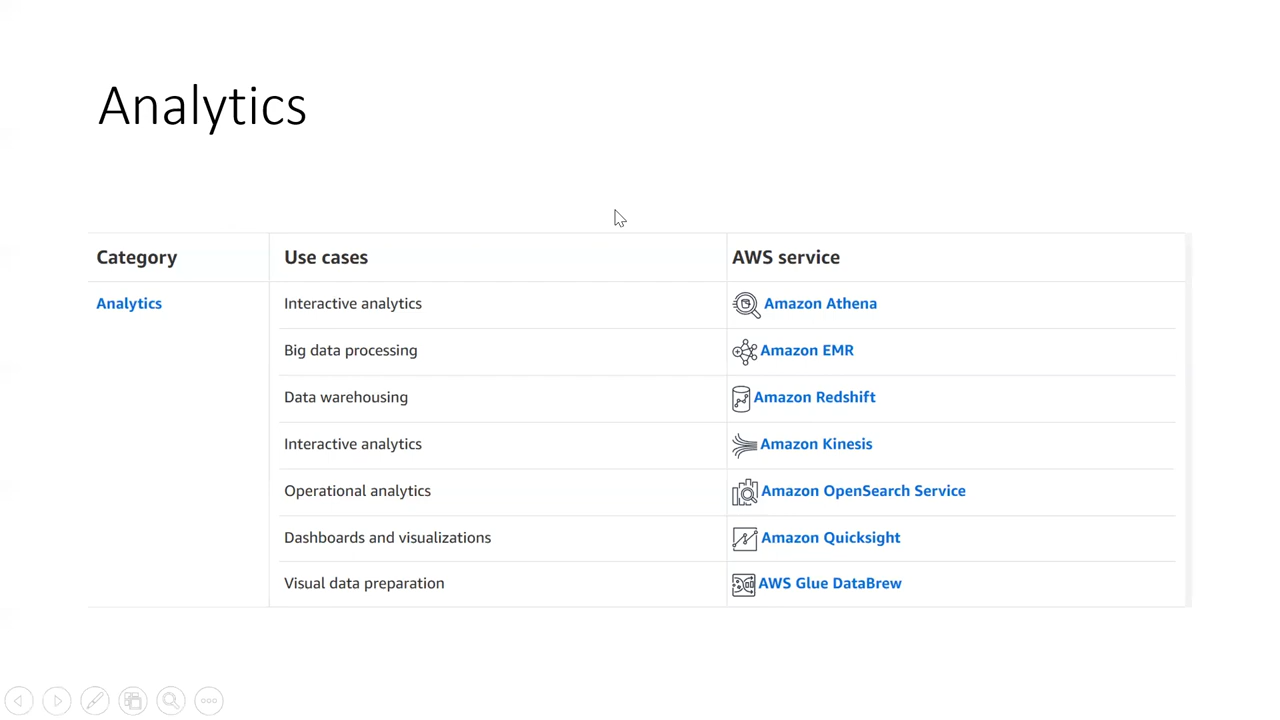 Analytics
Category Use cases AWS service
Analytics Interactive analytics Amazon Athena
Big data processing Amazon EMR
Data warehousing Amazon Redshift
Interactive analytics Amazon Kinesis
Operational analytics Amazon OpenSearch Service
Dashboards and visualizations Amazon Quicksight
Visual data preparation AWS Glue DataBrew